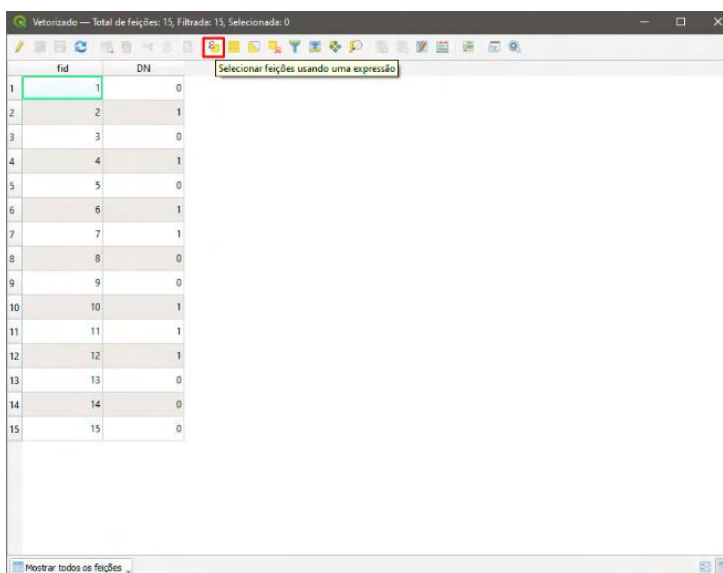 Vetorizado — Total de feições: 15, Filtrada: 15, Selecionada: 0
Selecionar feições usando uma expressão
fid DN
1 1 0
2 2 1
3 3 0
4 4 1
5 5 0
6 6 1
7 7 1
8 8 0
9 9 0
10 10 1
11 11 1
12 12 1
13 13 0
14 14 0
15 15 0
Mostrar todos os feições